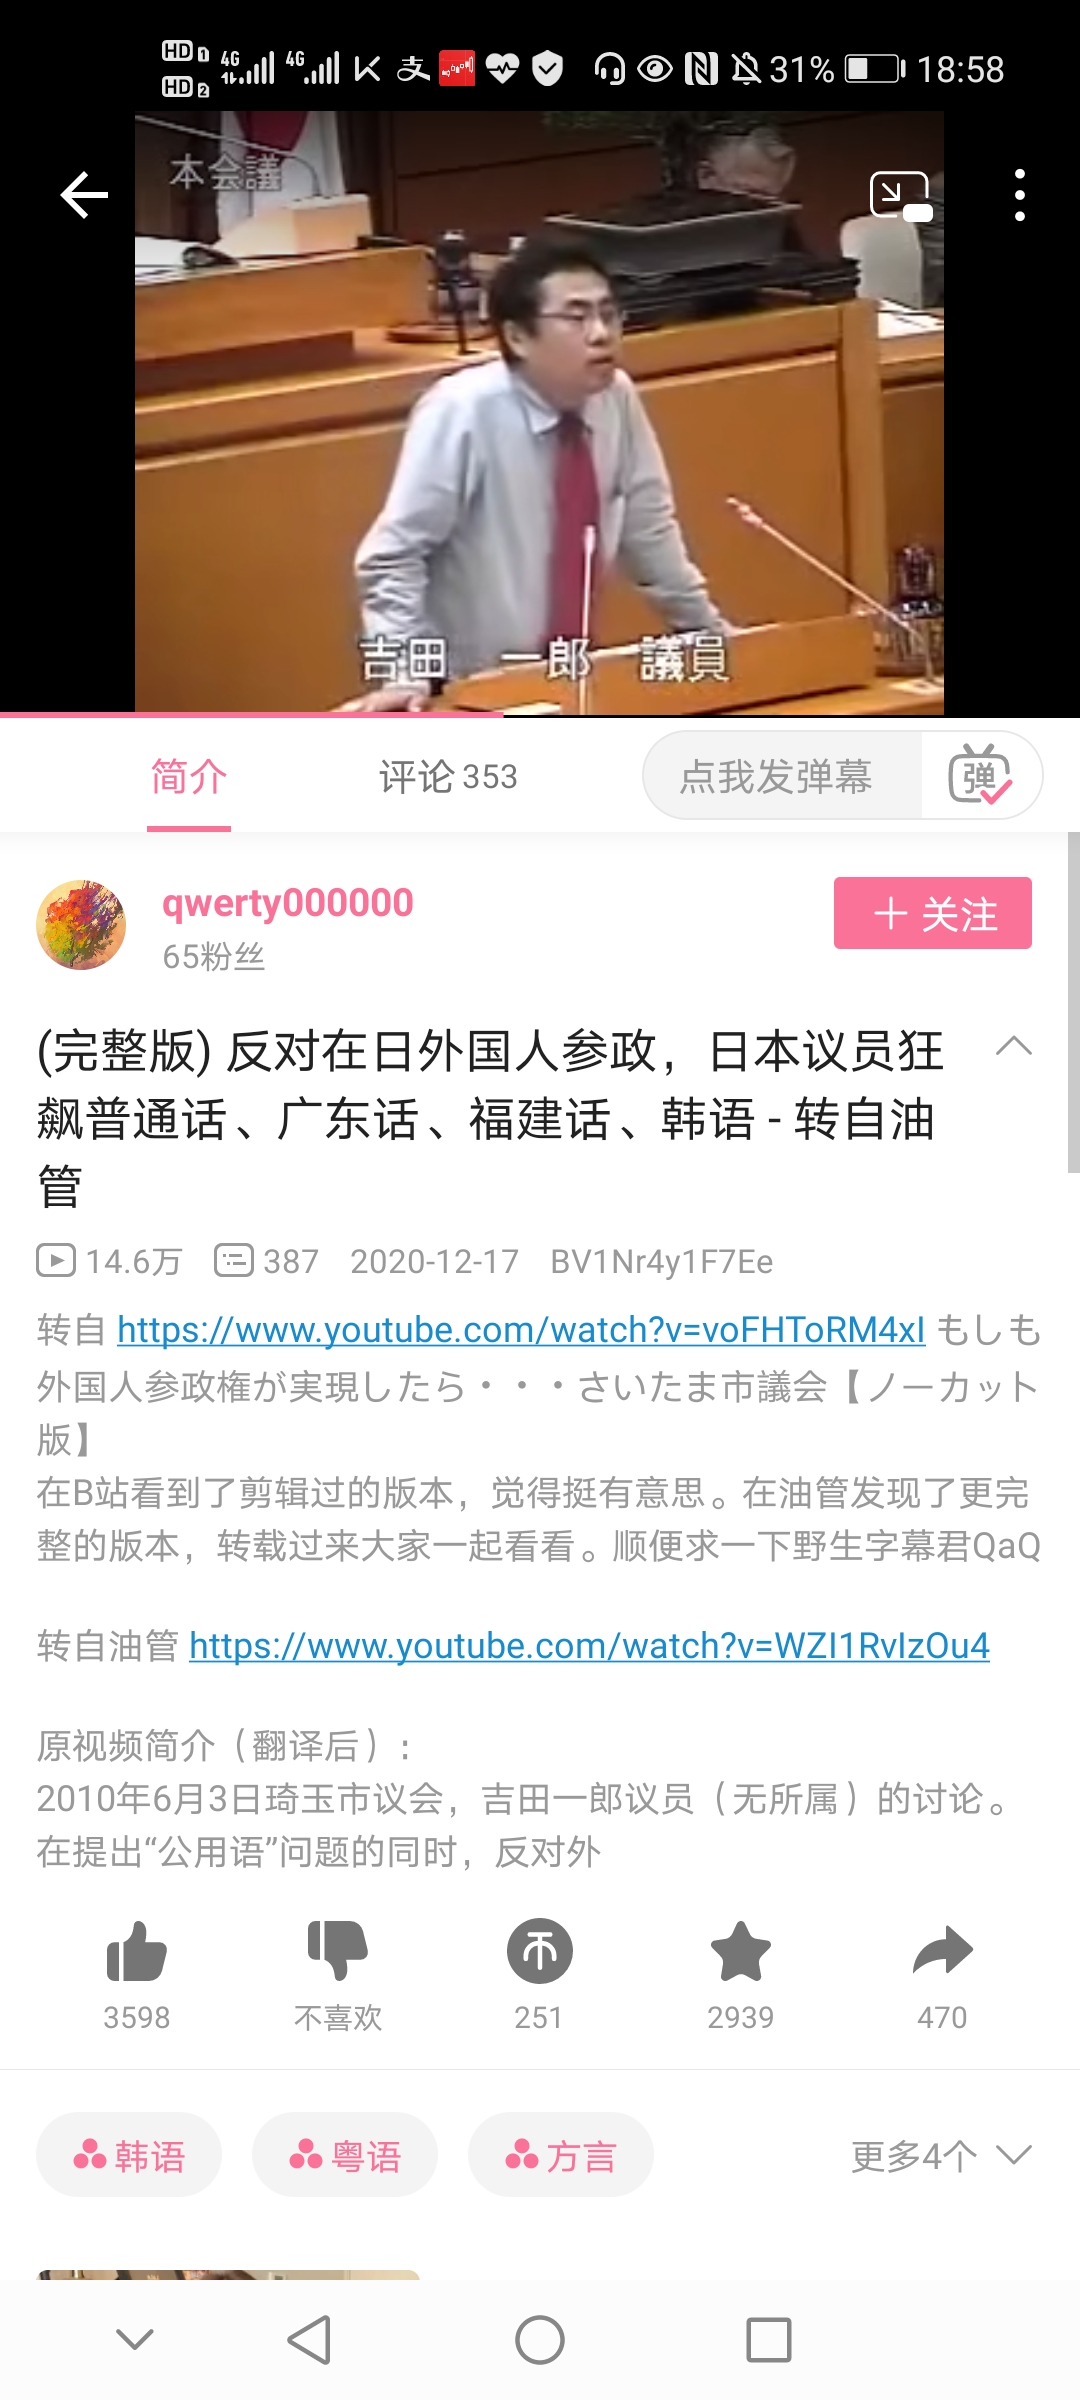 HD 1 4G 4G 31% 18:58
HD 2
本会議
吉田 一郎 議員
简介 评论 353 点我发弹幕 弹
qwerty000000
65粉丝
+ 关注
(完整版) 反对在日外国人参政，日本议员狂
飙普通话、广东话、福建话、韩语 - 转自油
管
14.6万 387 2020-12-17 BV1Nr4y1F7Ee
转自 https://www.youtube.com/watch?v=voFHToRM4xI もしも
外国人参政権が実現したら・・・さいたま市議会【ノーカット
版】
在B站看到了剪辑过的版本，觉得挺有意思。在油管发现了更完
整的版本，转载过来大家一起看看。顺便求一下野生字幕君QaQ
转自油管 https://www.youtube.com/watch?v=WZI1RvIzOu4
原视频简介（翻译后）：
2010年6月3日琦玉市议会，吉田一郎议员（无所属）的讨论。
在提出“公用语”问题的同时，反对外
3598 不喜欢 251 2939 470
韩语 粤语 方言 更多4个